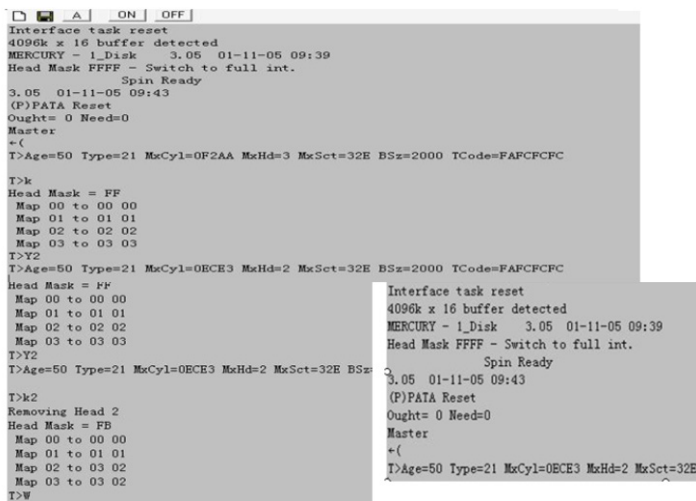 A ON OFF
Interface task reset
4096k x 16 buffer detected
MERCURY - 1_Disk 3.05 01-11-05 09:39
Head Mask FFFF - Switch to full int.
Spin Ready
3.05 01-11-05 09:43
(P)PATA Reset
Ought= 0 Need=0
Master
←(
T>Age=50 Type=21 MxCyl=0F2AA MxHd=3 MxSct=32E BSz=2000 TCode=FAFCFCFC
T>k
Head Mask = FF
Map 00 to 00 00
Map 01 to 01 01
Map 02 to 02 02
Map 03 to 03 03
T>Y2
T>Age=50 Type=21 MxCyl=0ECE3 MxHd=2 MxSct=32E BSz=2000 TCode=FAFCFCFC
Head Mask = FF
Map 00 to 00 00
Map 01 to 01 01
Map 02 to 02 02
Map 03 to 03 03
T>Y2
T>Age=50 Type=21 MxCyl=0ECE3 MxHd=2 MxSct=32E BSz=
T>k2
Removing Head 2
Head Mask = FB
Map 00 to 00 00
Map 01 to 01 01
Map 02 to 03 02
Map 03 to 03 02
T>W
Interface task reset
4096k x 16 buffer detected
MERCURY - 1_Disk 3.05 01-11-05 09:39
Head Mask FFFF - Switch to full int.
Spin Ready
3.05 01-11-05 09:43
(P)PATA Reset
Ought= 0 Need=0
Master
←(
T>Age=50 Type=21 MxCyl=0ECE3 MxHd=2 MxSct=32E